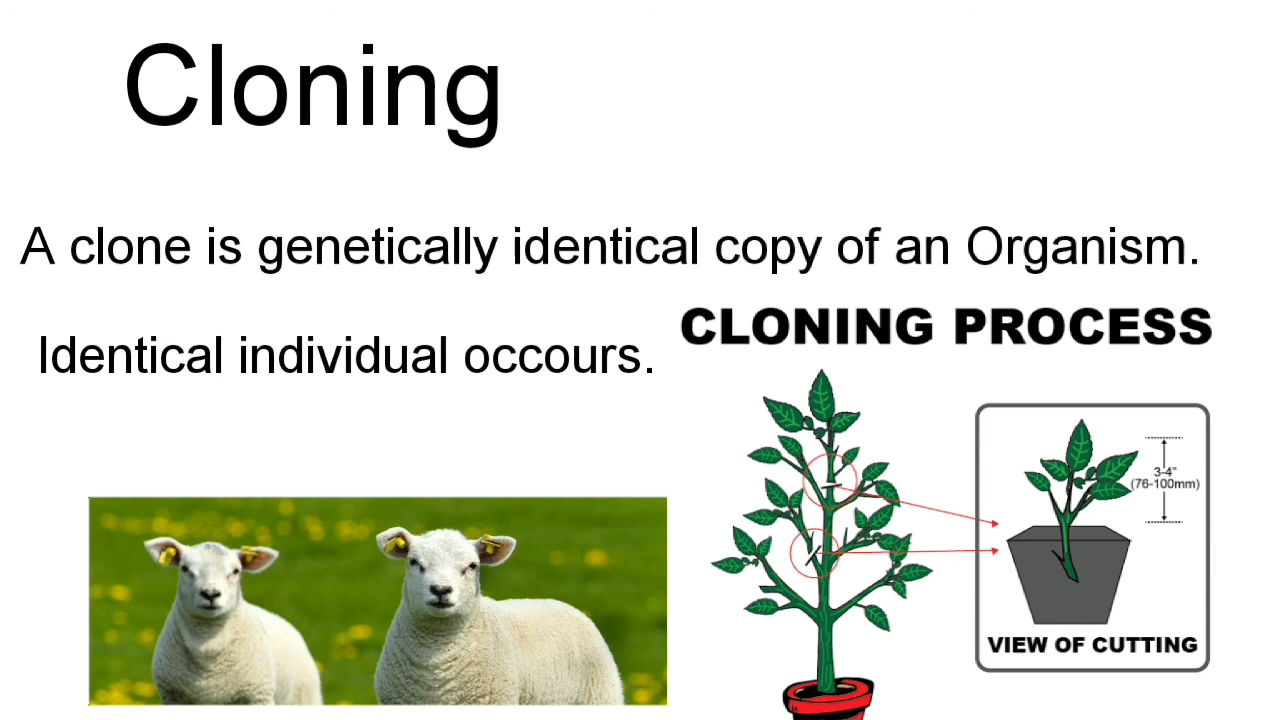 Cloning
A clone is genetically identical copy of an Organism.
Identical individual occours.
CLONING PROCESS
3-4"
(76-100mm)
VIEW OF CUTTING